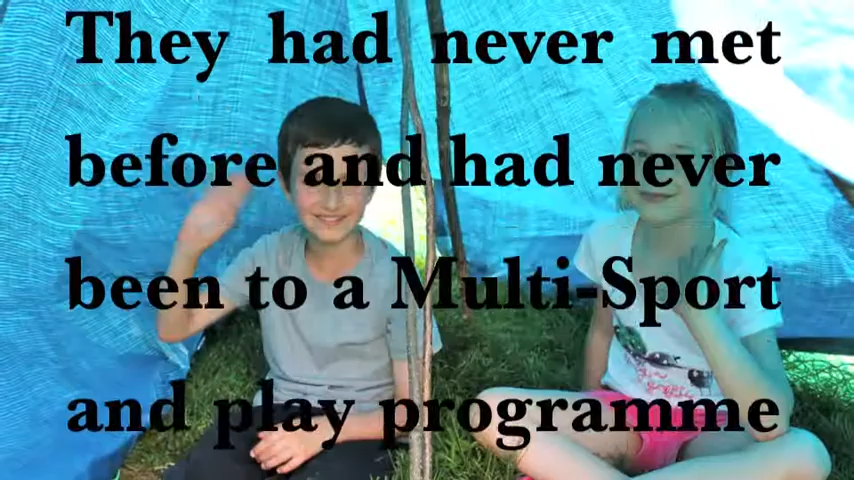 They had never met
before and had never
been to a Multi-Sport
and play programme